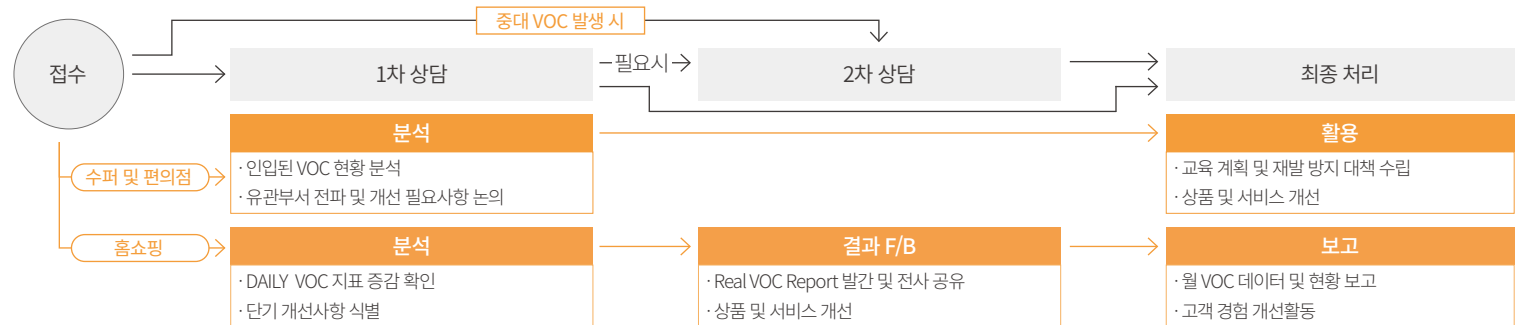 중대 VOC 발생 시
접수
1차 상담
필요시
2차 상담
최종 처리
수퍼 및 편의점
분석
· 인입된 VOC 현황 분석
· 유관부서 전파 및 개선 필요사항 논의
활용
· 교육 계획 및 재발 방지 대책 수립
· 상품 및 서비스 개선
홈쇼핑
분석
· DAILY VOC 지표 증감 확인
· 단기 개선사항 식별
결과 F/B
· Real VOC Report 발간 및 전사 공유
· 상품 및 서비스 개선
보고
· 월 VOC 데이터 및 현황 보고
· 고객 경험 개선활동